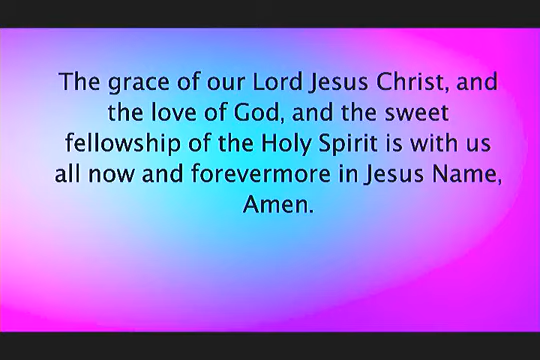 The grace of our Lord Jesus Christ, and
the love of God, and the sweet
fellowship of the Holy Spirit is with us
all now and forevermore in Jesus Name,
Amen.